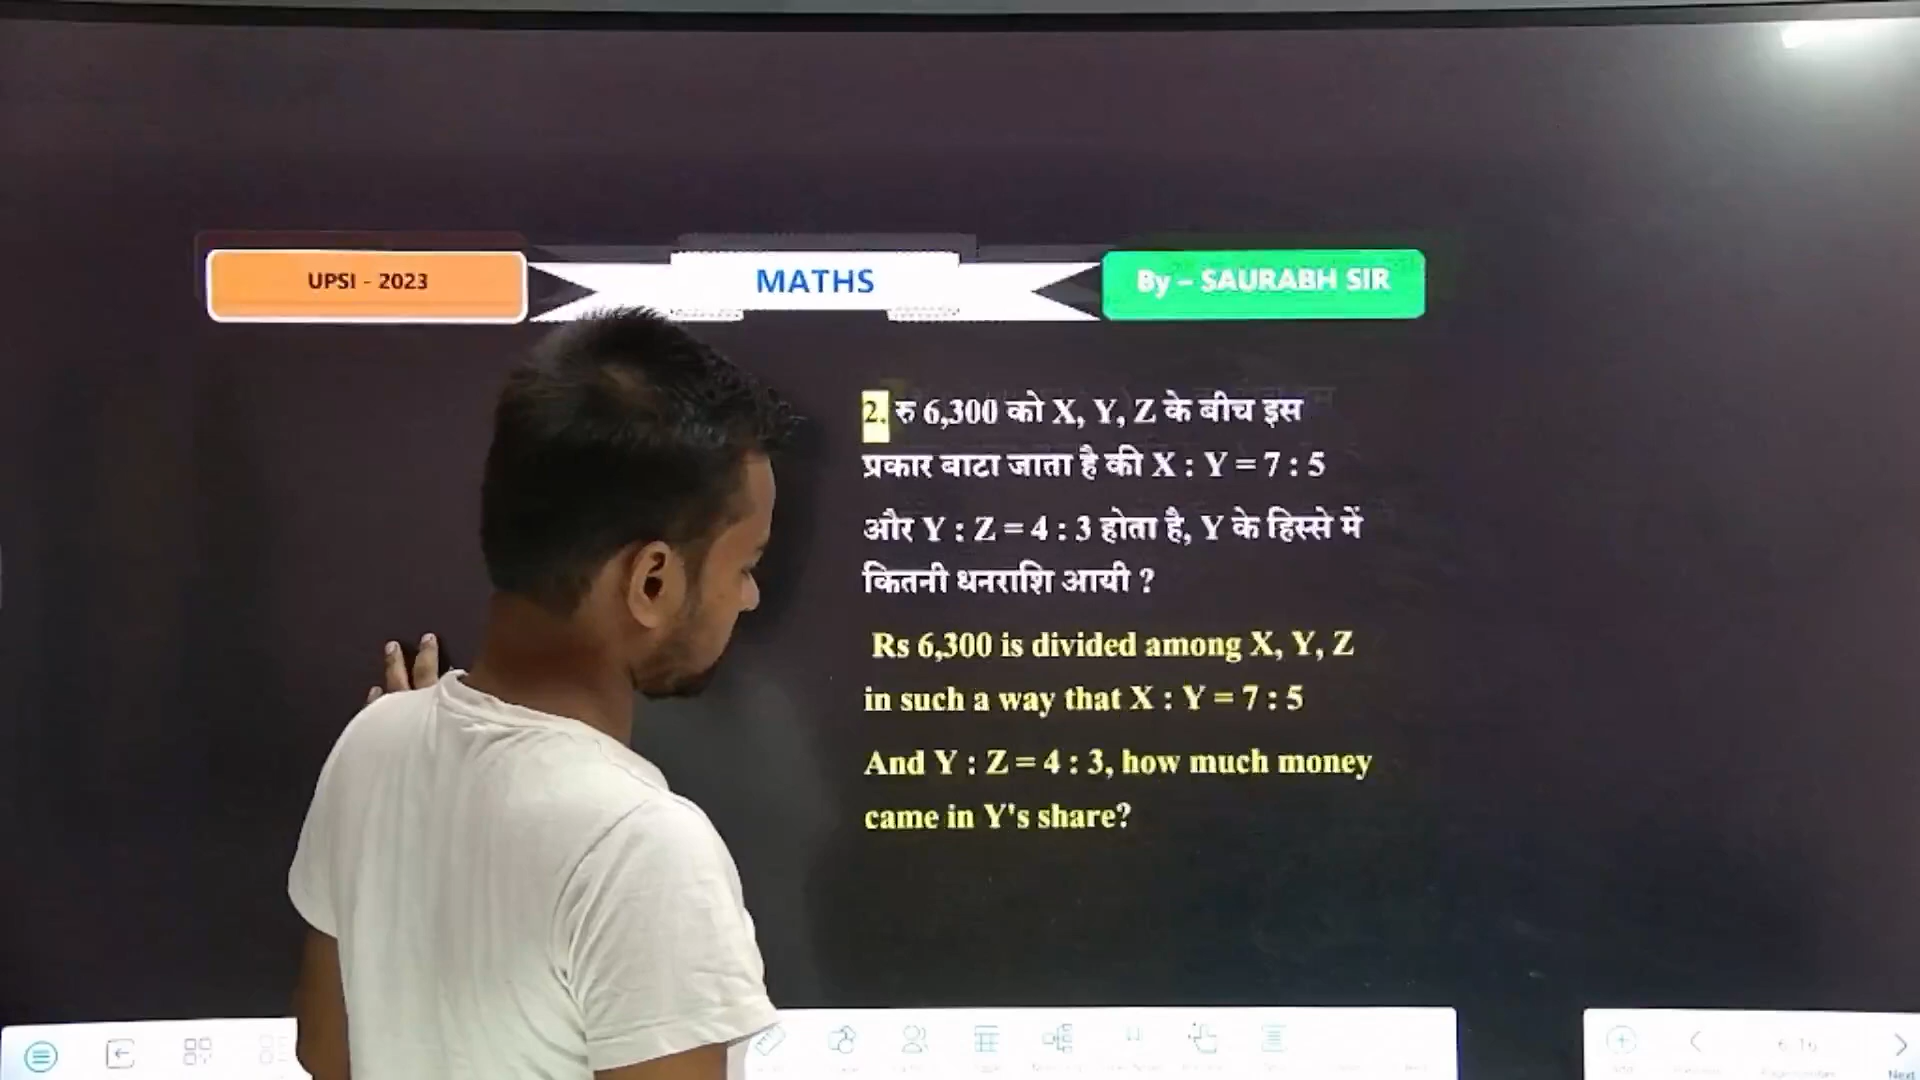 UPSI - 2023
MATHS
By – SAURABH SIR
2. रु 6,300 को X, Y, Z के बीच इस
प्रकार बाटा जाता है की X : Y = 7 : 5
और Y : Z = 4 : 3 होता है, Y के हिस्से में
कितनी धनराशि आयी ?
Rs 6,300 is divided among X, Y, Z
in such a way that X : Y = 7 : 5
And Y : Z = 4 : 3, how much money
came in Y's share?
Next